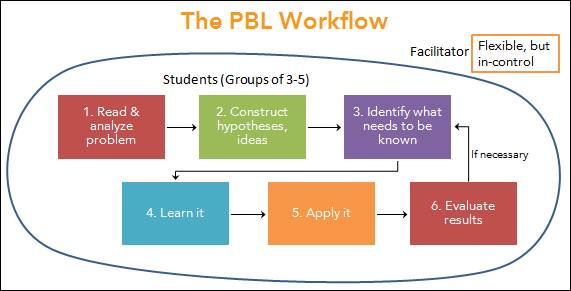 The PBL Workflow
Facilitator
Flexible, but
in-control
Students (Groups of 3-5)
1. Read &
analyze
problem
2. Construct
hypotheses,
ideas
3. Identify what
needs to be
known
If necessary
4. Learn it
5. Apply it
6. Evaluate
results